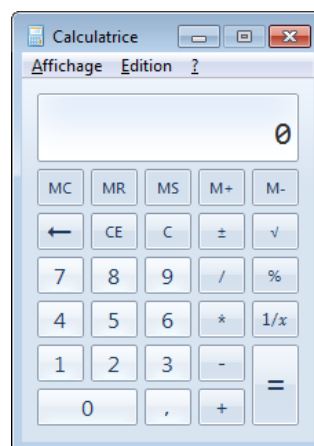 Calculatrice
Affichage Edition ?
0
MC MR MS M+ M-
← CE C ± √
7 8 9 / %
4 5 6 * 1/x
1 2 3 - =
0 , +